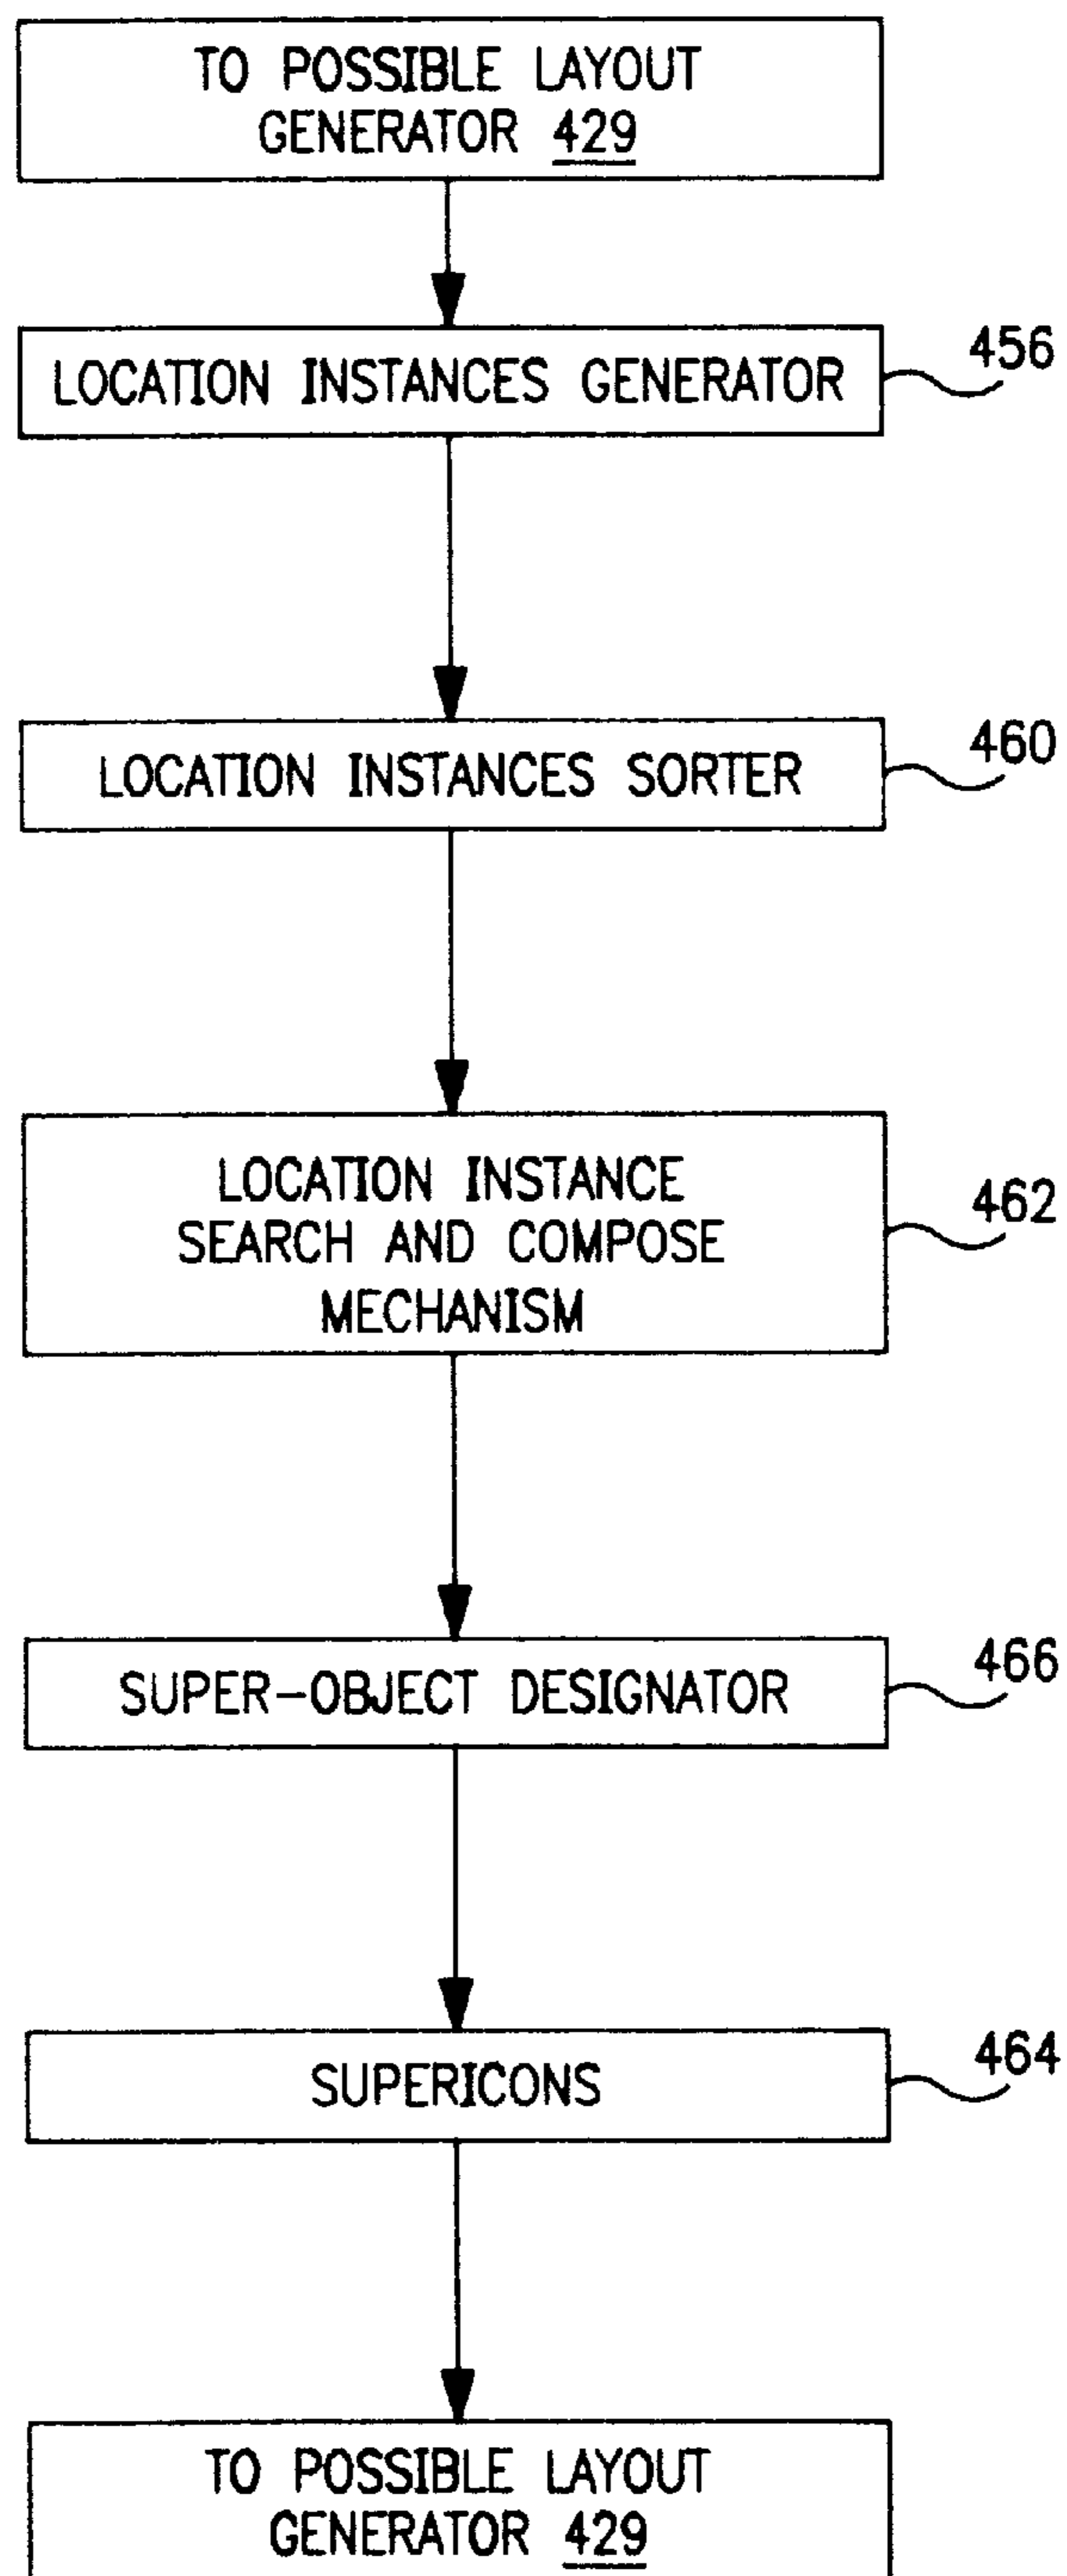 TO POSSIBLE LAYOUT
GENERATOR 429
LOCATION INSTANCES GENERATOR
456
LOCATION INSTANCES SORTER
460
LOCATION INSTANCE
SEARCH AND COMPOSE
MECHANISM
462
SUPER-OBJECT DESIGNATOR
466
SUPERICONS
464
TO POSSIBLE LAYOUT
GENERATOR 429